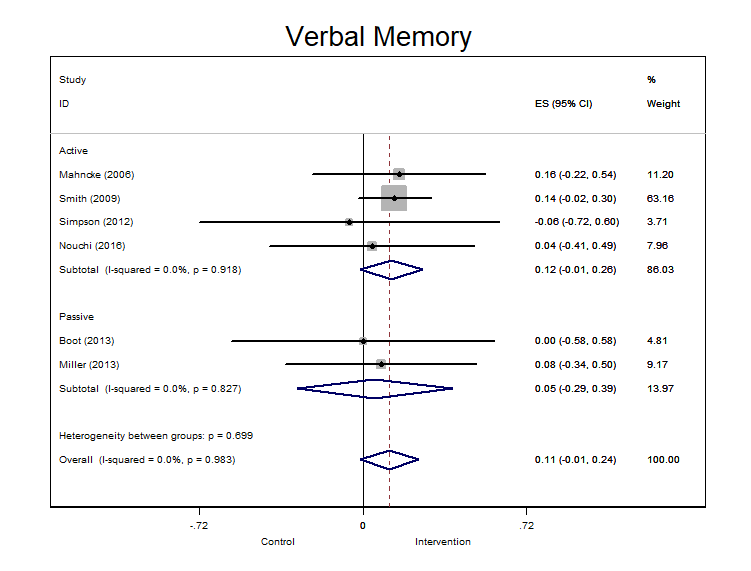 Verbal Memory
Study %
ID ES (95% CI) Weight
Active
Mahncke (2006) 0.16 (-0.22, 0.54) 11.20
Smith (2009) 0.14 (-0.02, 0.30) 63.16
Simpson (2012) -0.06 (-0.72, 0.60) 3.71
Nouchi (2016) 0.04 (-0.41, 0.49) 7.96
Subtotal (I-squared = 0.0%, p = 0.918) 0.12 (-0.01, 0.26) 86.03
Passive
Boot (2013) 0.00 (-0.58, 0.58) 4.81
Miller (2013) 0.08 (-0.34, 0.50) 9.17
Subtotal (I-squared = 0.0%, p = 0.827) 0.05 (-0.29, 0.39) 13.97
Heterogeneity between groups: p = 0.699
Overall (I-squared = 0.0%, p = 0.983) 0.11 (-0.01, 0.24) 100.00
-.72 0 .72
Control Intervention